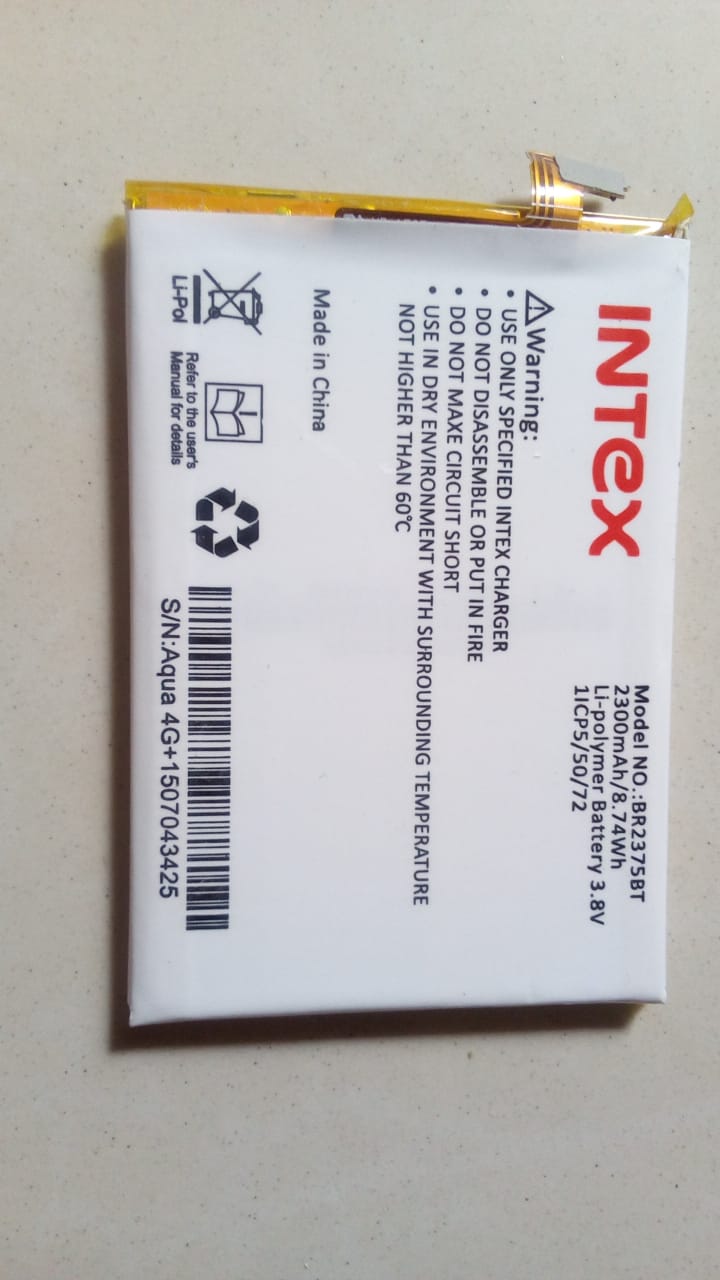 INTEX
Model NO.:BR2375BT
2300mAh/8.74Wh
Li-polymer Battery 3.8V
1ICP5/50/72
Warning:
• USE ONLY SPECIFIED INTEX CHARGER
• DO NOT DISASSEMBLE OR PUT IN FIRE
• DO NOT MAXE CIRCUIT SHORT
• USE IN DRY ENVIRONMENT WITH SURROUNDING TEMPERATURE
NOT HIGHER THAN 60℃
Made in China
Li-Pol
Refer to the user's
Manual for details
S/N:Aqua 4G+1507043425